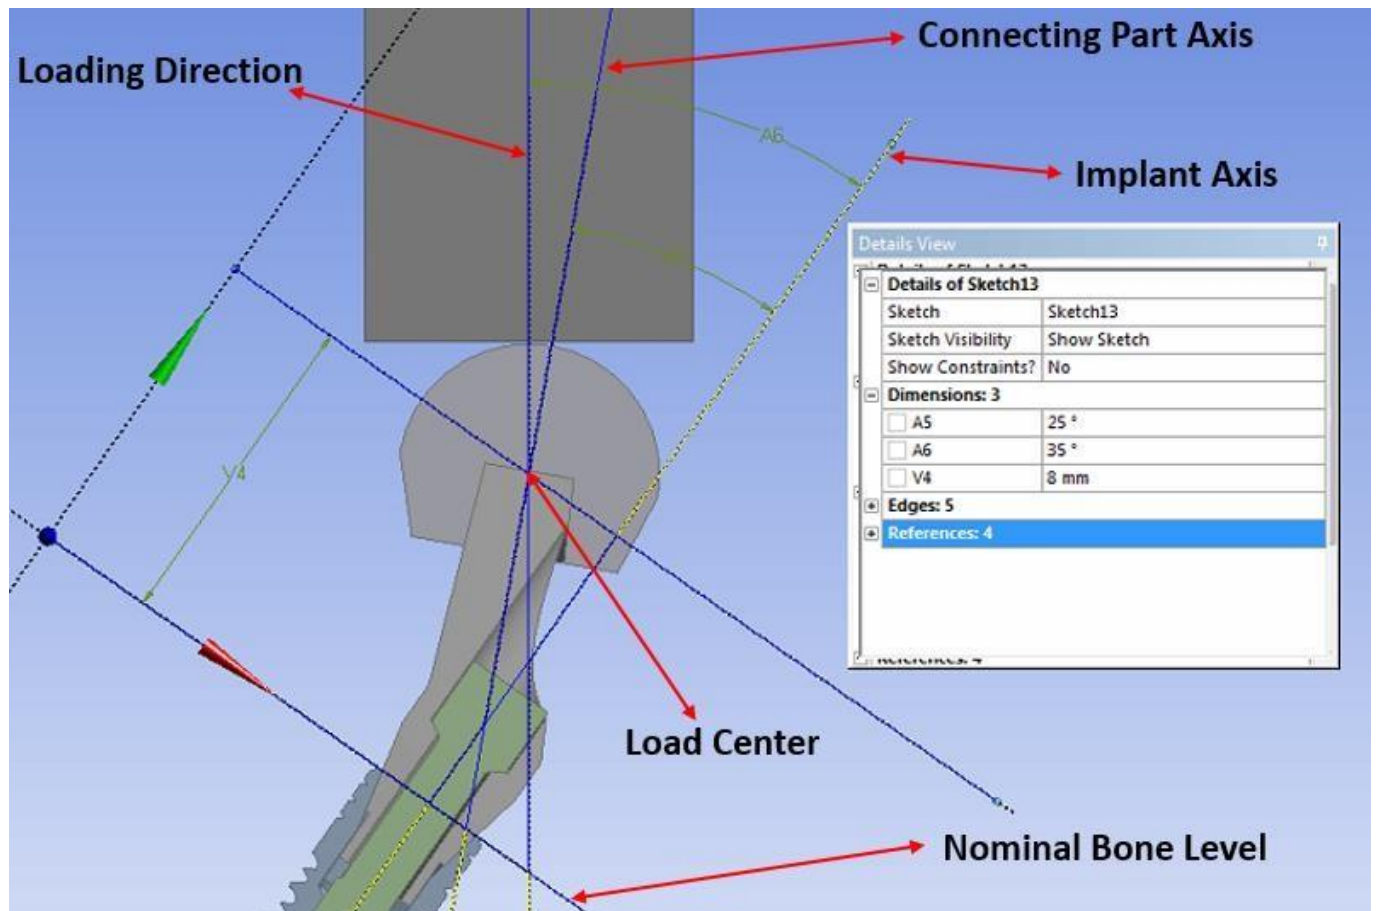 Connecting Part Axis
Loading Direction
A6
Implant Axis
Details View
Details of Sketch13
Sketch Sketch13
Sketch Visibility Show Sketch
Show Constraints? No
Dimensions: 3
A5 25 °
A6 35 °
V4 8 mm
Edges: 5
References: 4
V4
Load Center
Nominal Bone Level